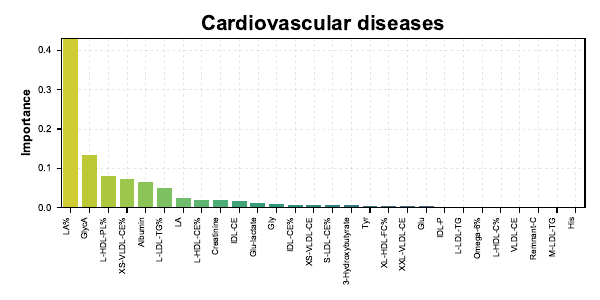 Cardiovascular diseases
Importance
0.4
0.3
0.2
0.1
0.0
LA%
GlycA
L-HDL-PL%
XS-VLDL-CE%
Albumin
L-LDL-TG%
LA
L-HDL-CE%
Creatinine
IDL-CE
Glu-lactate
Gly
IDL-CE%
XS-VLDL-CE
S-LDL-CE%
3-Hydroxybutyrate
Tyr
XL-HDL-FC%
XXL-VLDL-CE
Glu
IDL-P
L-LDL-TG
Omega-6%
L-HDL-C%
VLDL-CE
Remnant-C
M-LDL-TG
His